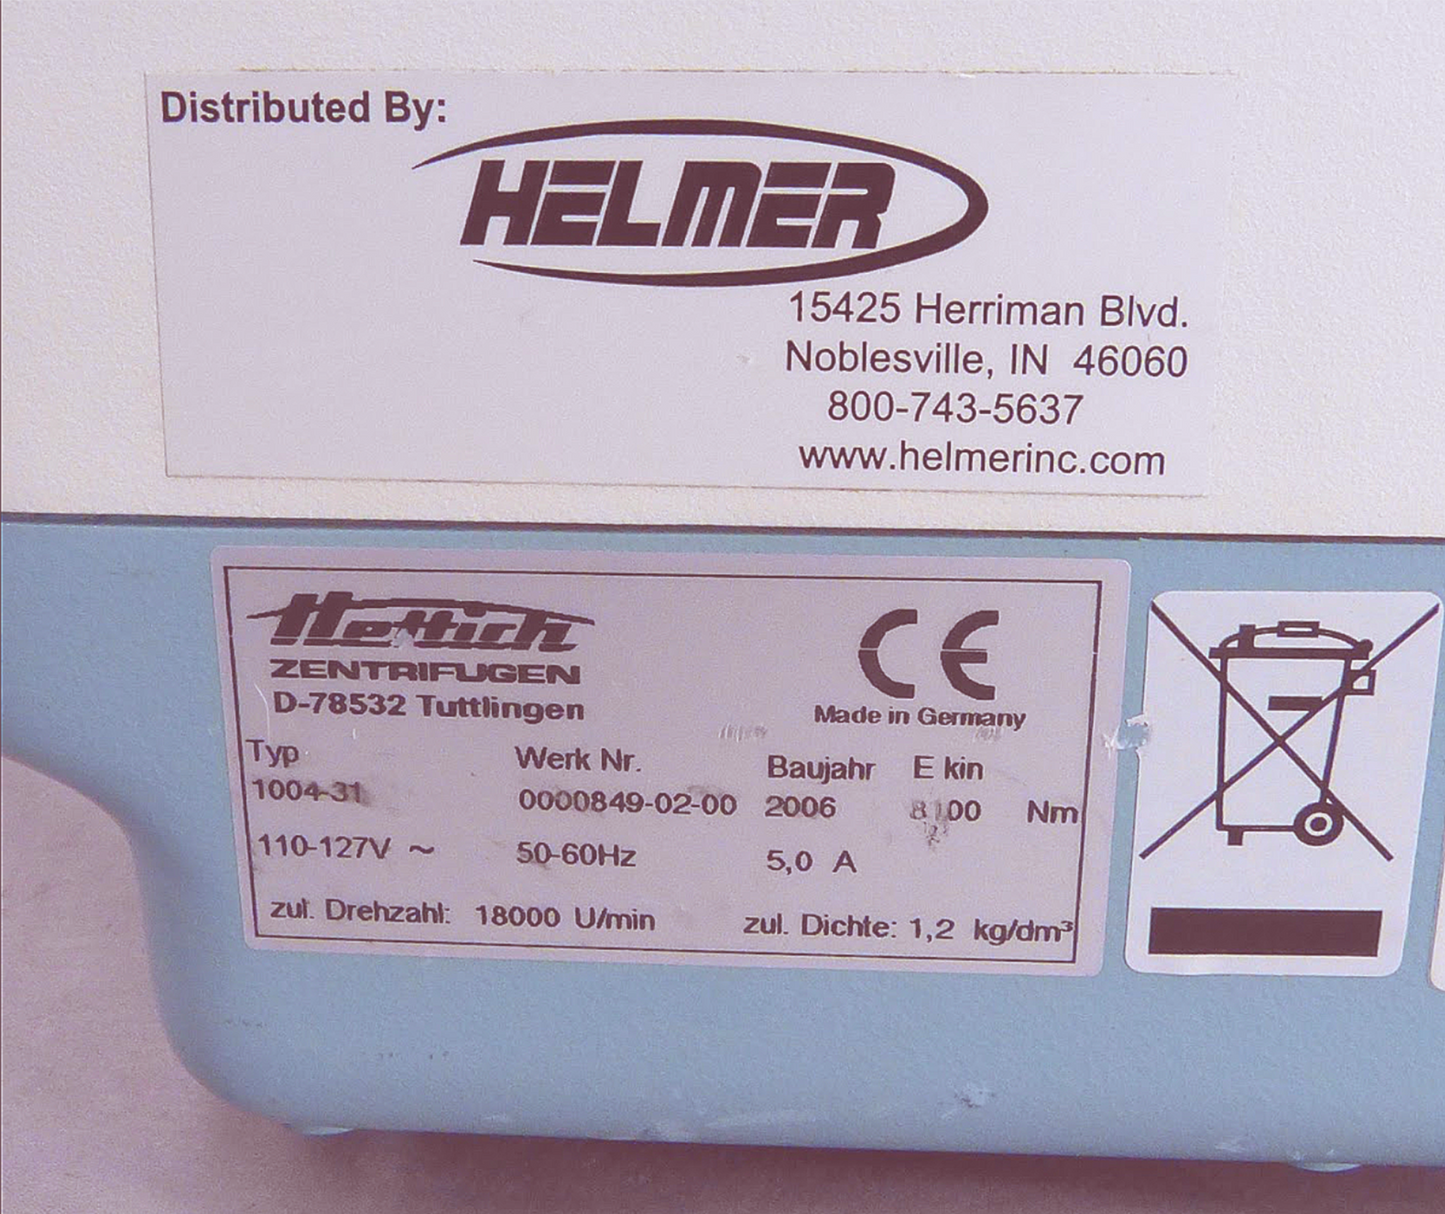 Distributed By:
HELMER
15425 Herriman Blvd.
Noblesville, IN 46060
800-743-5637
www.helmerinc.com
Hettich
ZENTRIFUGEN
D-78532 Tuttlingen
CE
Made in Germany
Typ Werk Nr. Baujahr E kin
1004-31 0000849-02-00 2006 Nm
110-127V ~ 50-60Hz 5,0 A
zul. Drehzahl: 18000 U/min zul. Dichte: 1,2 kg/dm³